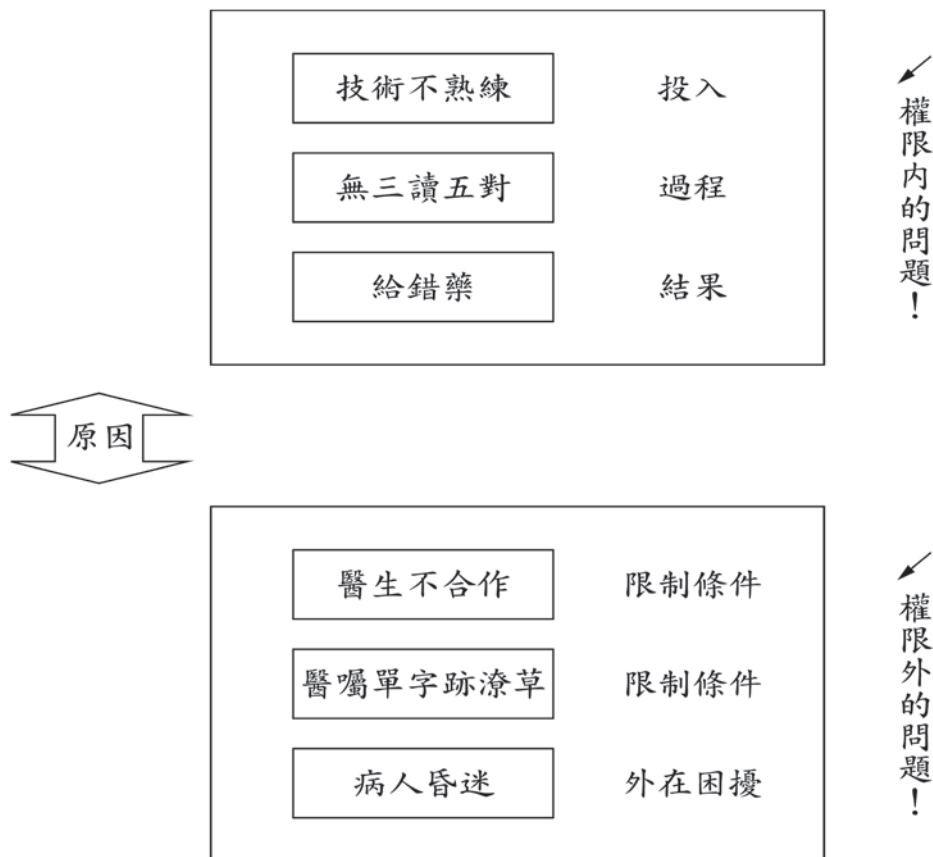 技術不熟練 投入
無三讀五對 過程
給錯藥 結果
權限內的問題！
原因
醫生不合作 限制條件
醫囑單字跡潦草 限制條件
病人昏迷 外在困擾
權限外的問題！